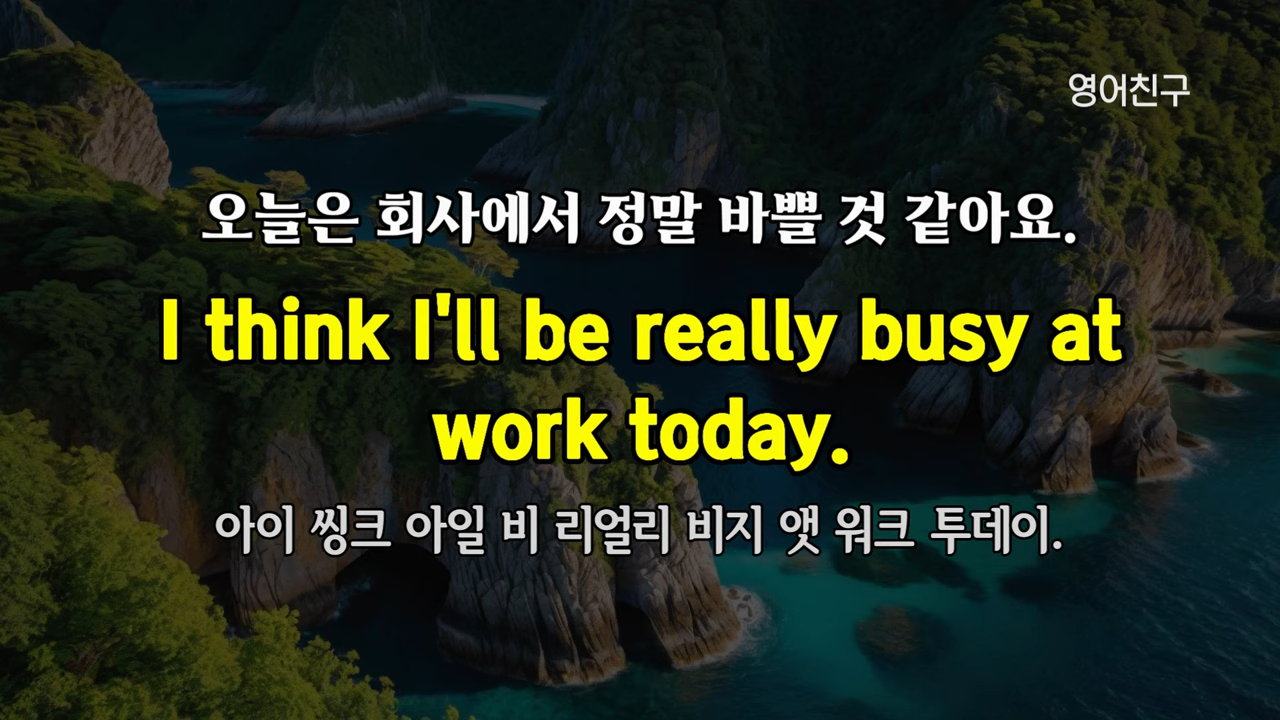 영어친구
오늘은 회사에서 정말 바쁠 것 같아요.
I think I'll be really busy at
work today.
아이 씽크 아일 비 리얼리 비지 앳 워크 투데이.